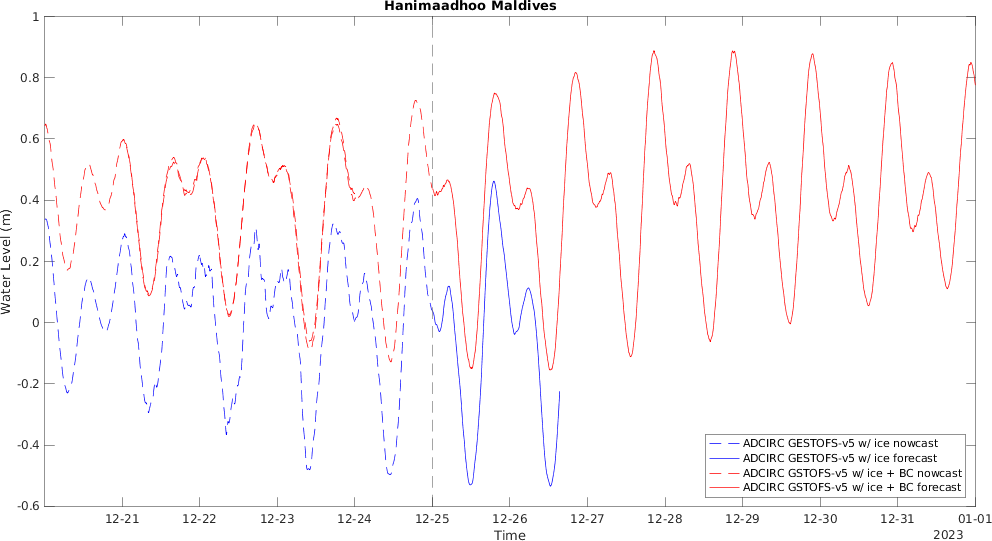 Hanimaadhoo Maldives
1
0.8
0.6
0.4
0.2
0
-0.2
-0.4
-0.6
Water Level (m)
ADCIRC GESTOFS-v5 w/ ice nowcast
ADCIRC GESTOFS-v5 w/ ice forecast
ADCIRC GSTOFS-v5 w/ ice + BC nowcast
ADCIRC GSTOFS-v5 w/ ice + BC forecast
12-21 12-22 12-23 12-24 12-25 12-26 12-27 12-28 12-29 12-30 12-31 01-01
Time
2023